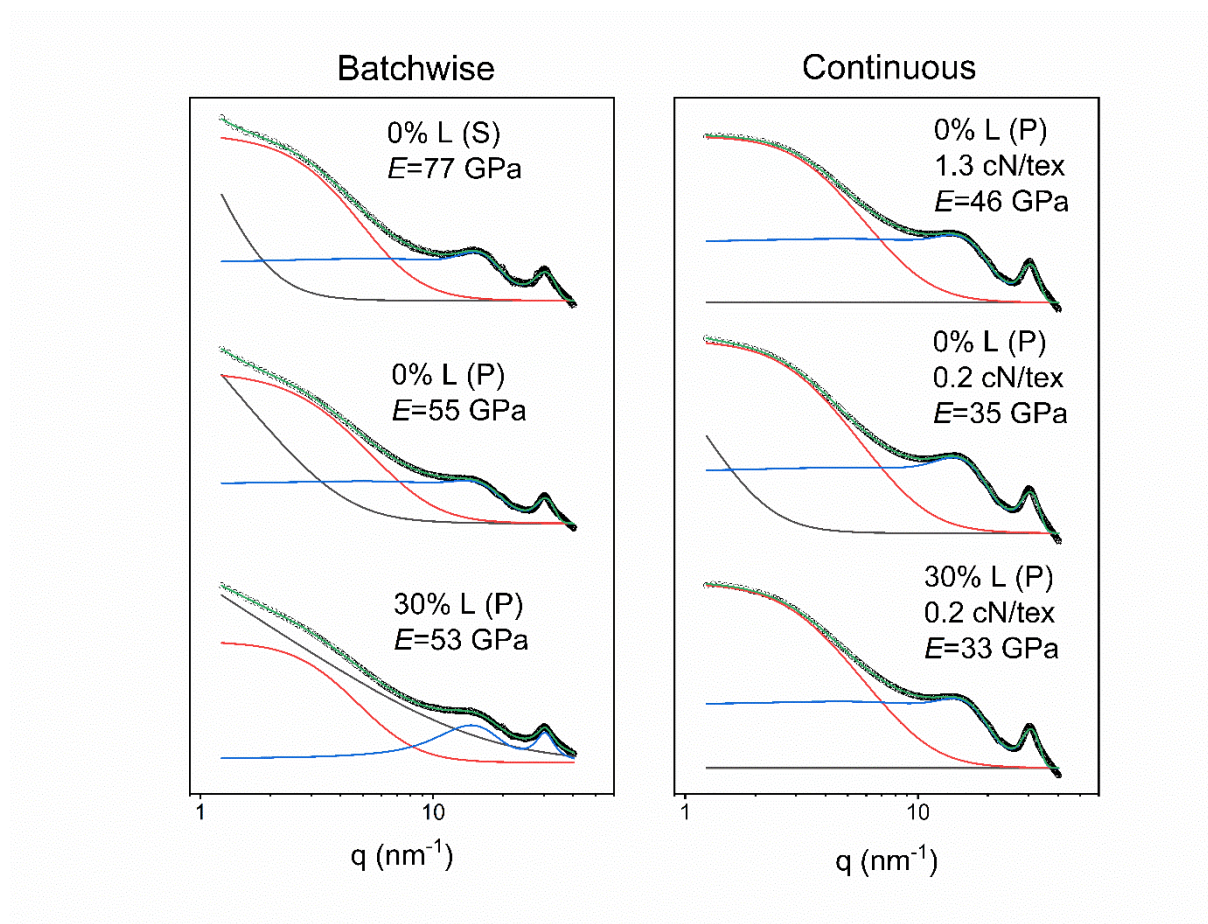 Batchwise
0% L (S)
E=77 GPa
0% L (P)
E=55 GPa
30% L (P)
E=53 GPa
1
10
q (nm⁻¹)
Continuous
0% L (P)
1.3 cN/tex
E=46 GPa
0% L (P)
0.2 cN/tex
E=35 GPa
30% L (P)
0.2 cN/tex
E=33 GPa
1
10
q (nm⁻¹)